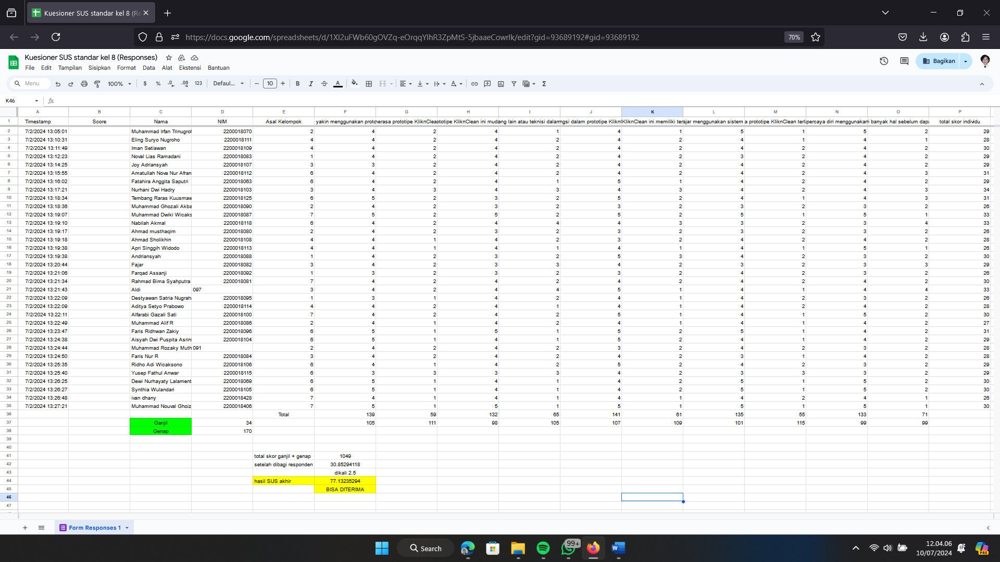 Kuesioner SUS standar kel 8 (Re
https://docs.google.com/spreadsheets/d/1Xl2uFWb60gOVZq-eOrqqYlhR3ZpMtS-5jbaaeCowrIk/edit?gid=93689192#gid=93689192
70%
Kuesioner SUS standar kel 8 (Responses)
File Edit Tampilan Sisipkan Format Data Alat Ekstensi Bantuan
Bagikan
Menu 100% $ % .0 .00 123 Defaul... 10 B I A
K46 fx
A B C D E F G H I J K L M N O P
1 Timestamp Score Nama NIM Asal Kelompok yakin menggunakan proto nerasa prototipe KliknClean ototipe KliknClean ini mudah ang lain atau teknisi dalam ngsi dalam prototipe Klikn( KliknClean ini memiliki tera ajar menggunakan sistem a prototipe KliknClean terla percaya diri menggunakan i banyak hal sebelum dapa total skor individu
2 7/2/2024 13:05:01 Muhammad Irfan Trinugroh 2200018070 2 4 2 4 1 4 1 5 1 5 2 29
3 7/2/2024 13:10:31 Eling Suryo Nugroho 2200018111 4 4 2 4 2 4 2 4 1 4 1 28
4 7/2/2024 13:11:49 Iman Setiawan 2200018109 4 4 2 4 2 4 2 4 2 4 2 30
5 7/2/2024 13:12:23 Noval Lias Ramadani 2200018083 1 4 2 4 2 4 2 3 2 4 2 29
6 7/2/2024 13:14:25 Joy Adriansyah 2200018107 3 3 2 4 2 4 2 4 2 4 2 29
7 7/2/2024 13:15:55 Amatullah Nova Nur Afran 2200018112 6 4 2 4 2 4 2 4 2 4 3 31
8 7/2/2024 13:16:02 Fatahira Anggita Saputri 2200018063 6 4 2 4 1 5 1 4 2 4 2 29
9 7/2/2024 13:17:21 Nurhani Dwi Hadry 2200018103 3 4 3 4 3 4 3 4 2 4 3 34
10 7/2/2024 13:18:34 Tembang Raras Kuusmaw 2200018125 6 5 2 3 2 5 2 4 1 4 3 31
11 7/2/2024 13:18:36 Muhammad Ghozali Akba 2200018090 2 4 2 3 2 3 2 3 2 3 2 26
12 7/2/2024 13:19:07 Muhammad Dwiki Wicaks 2200018087 7 5 2 5 2 5 2 5 1 5 1 33
13 7/2/2024 13:19:10 Nabilah Akmal 2200018118 6 4 2 4 4 4 3 3 2 3 4 33
14 7/2/2024 13:19:17 Ahmad musthaqim 2200018080 2 4 2 3 2 3 2 3 2 3 2 26
15 7/2/2024 13:19:18 Ahmad Sholikhin 2200018108 4 4 1 4 2 3 2 4 2 4 2 28
16 7/2/2024 13:19:38 Apri Singgih Widodo 2200018113 4 4 1 4 1 4 1 4 1 5 1 26
17 7/2/2024 13:19:38 Andriansyah 2200018088 1 4 2 3 2 5 3 4 2 3 2 30
18 7/2/2024 13:20:44 Fajar 2200018082 3 4 2 3 3 4 2 3 2 3 3 29
19 7/2/2024 13:21:06 Farqad Assanji 2200018092 1 3 2 3 2 3 2 4 2 3 2 26
20 7/2/2024 13:21:34 Rahmad Bima Syahputra 2200018081 7 4 2 4 2 4 2 4 2 4 2 30
21 7/2/2024 13:21:43 Aldi 097 3 4 2 4 4 5 1 4 1 4 4 33
22 7/2/2024 13:22:09 Destyawan Satria Nugrah 2200018095 1 3 1 4 2 4 1 4 2 3 2 26
23 7/2/2024 13:22:09 Aditya Setyo Prabowo 2200018114 4 4 2 4 1 4 1 4 2 4 2 28
24 7/2/2024 13:22:11 Alfarabi Gazali Sati 2200018100 7 4 2 4 2 5 1 4 1 5 2 30
25 7/2/2024 13:22:49 Muhammad Alif R 2200018086 2 4 1 4 2 4 1 4 1 4 2 27
26 7/2/2024 13:23:47 Faris Ridhwan Zakiy 2200018096 6 5 1 5 1 5 2 5 1 4 2 31
27 7/2/2024 13:24:38 Aisyah Dwi Puspita Asrini 2200018104 6 5 1 4 1 5 2 4 1 4 2 29
28 7/2/2024 13:24:44 Muhammad Rozaky Muth 091 2 4 2 4 2 3 2 4 2 3 2 28
29 7/2/2024 13:24:50 Faris Nur R 2200018084 3 4 2 4 2 4 2 3 1 4 2 28
30 7/2/2024 13:25:35 Ridho Adi Wicaksono 2200018106 6 4 1 4 2 5 2 4 2 3 2 29
31 7/2/2024 13:25:40 Yusep Fathul Anwar 2200018115 6 3 3 3 3 4 2 3 3 3 2 29
32 7/2/2024 13:26:25 Dewi Nurhayaty Lalament 2200018069 6 5 1 4 1 4 2 5 1 5 2 30
33 7/2/2024 13:26:27 Synthia Wulandari 2200018105 6 5 1 4 1 4 2 5 1 5 2 30
34 7/2/2024 13:26:48 ivan dhany 2200018428 7 4 1 4 1 4 1 4 2 4 1 26
35 7/2/2024 13:27:21 Muhammad Nouval Ghoiz 2200018406 7 5 1 5 1 5 1 5 1 5 1 30
36 Total 139 59 132 65 141 61 135 55 133 71
37 Ganjil 34 105 111 98 105 107 109 101 115 99 99
38 Genap 170
39
40
41 total skor ganjil + genap 1049
42 setelah dibagi responden 30.85294118
43 dikali 2.5
44 hasil SUS akhir 77.13235294
45 BISA DITERIMA
46
47
Form Responses 1
Search
99+
12.04.06
10/07/2024
PRE